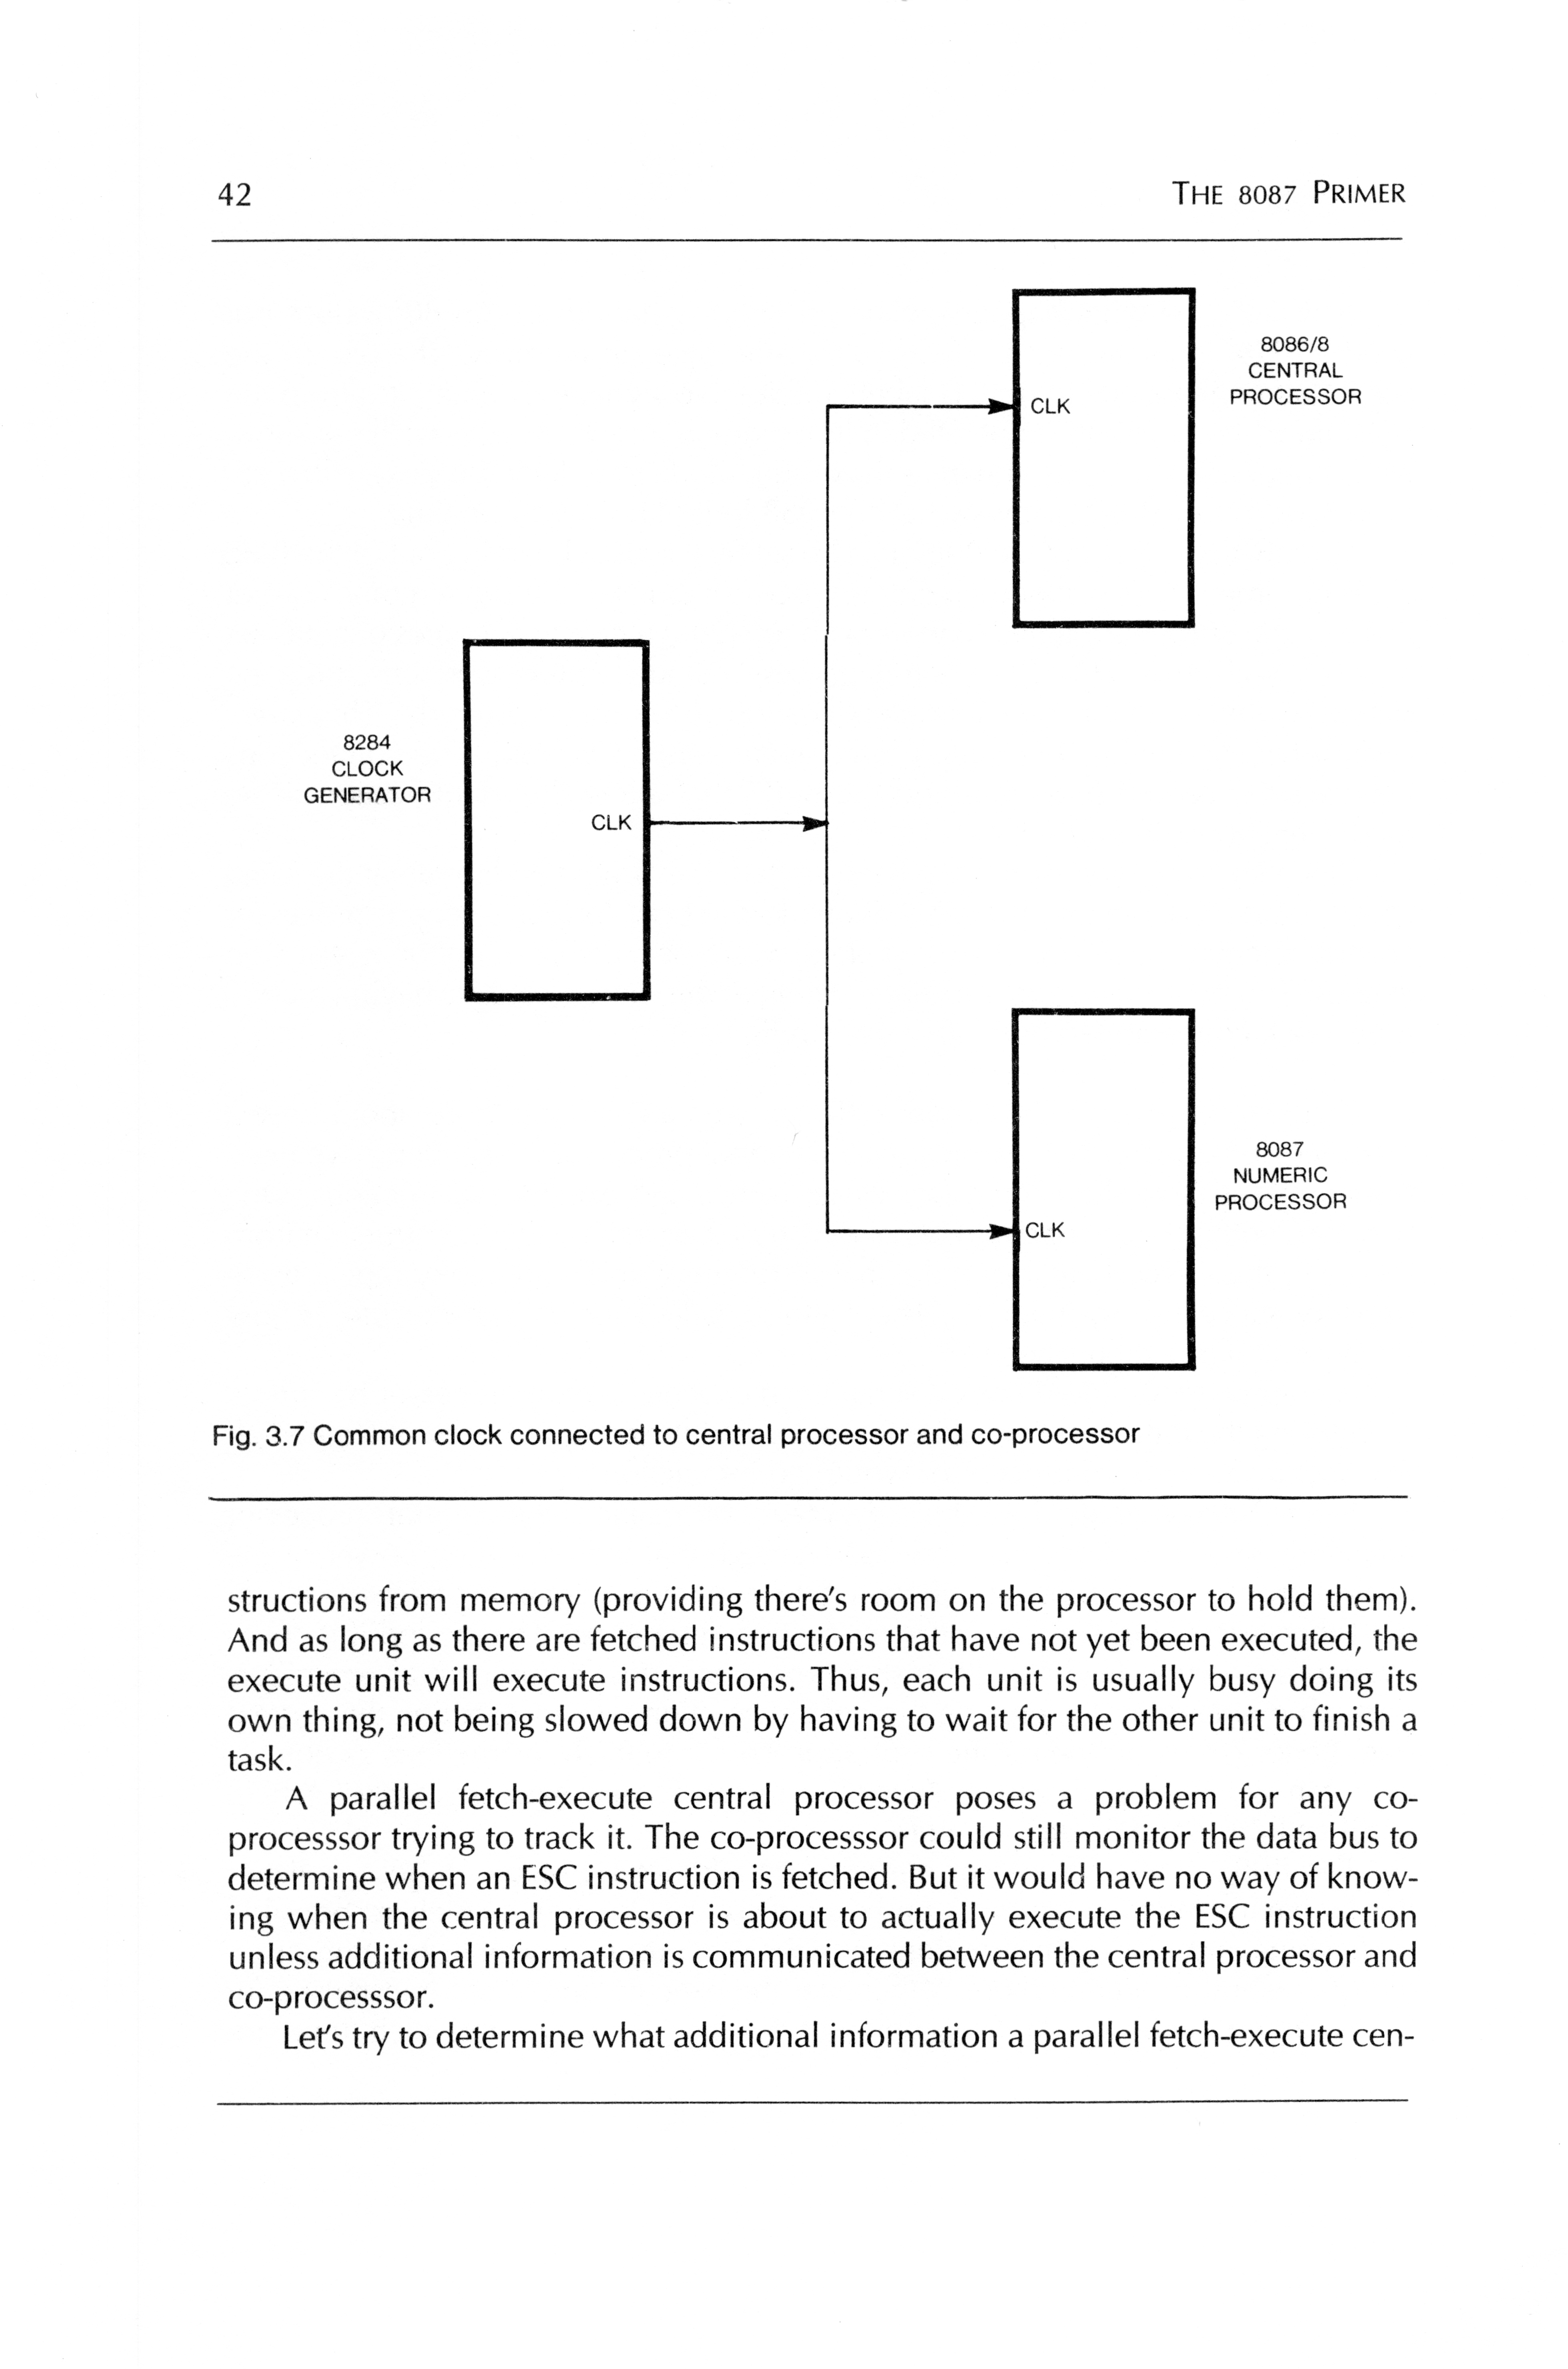 42
THE 8087 PRIMER
8086/8
CENTRAL
PROCESSOR
CLK
8284
CLOCK
GENERATOR
CLK
8087
NUMERIC
PROCESSOR
CLK
Fig. 3.7 Common clock connected to central processor and co-processor
structions from memory (providing there's room on the processor to hold them).
And as long as there are fetched instructions that have not yet been executed, the
execute unit will execute instructions. Thus, each unit is usually busy doing its
own thing, not being slowed down by having to wait for the other unit to finish a
task.
A parallel fetch-execute central processor poses a problem for any co-
processsor trying to track it. The co-processsor could still monitor the data bus to
determine when an ESC instruction is fetched. But it would have no way of know-
ing when the central processor is about to actually execute the ESC instruction
unless additional information is communicated between the central processor and
co-processsor.
Let's try to determine what additional information a parallel fetch-execute cen-